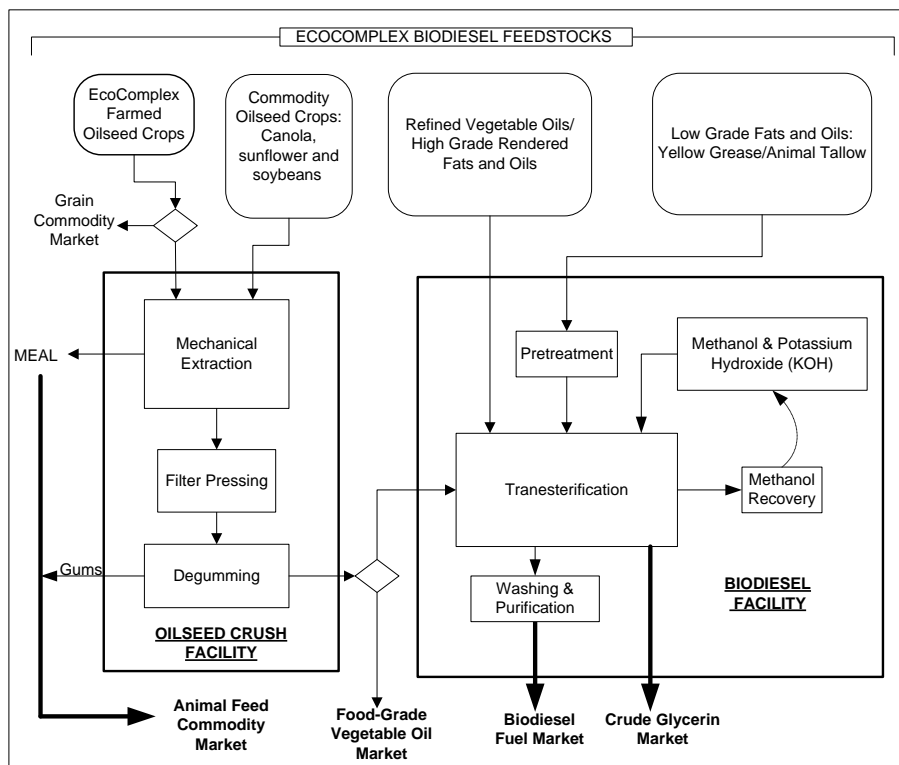 ECOCOMPLEX BIODIESEL FEEDSTOCKS
EcoComplex
Farmed
Oilseed Crops
Commodity
Oilseed Crops:
Canola,
sunflower and
soybeans
Refined Vegetable Oils/
High Grade Rendered
Fats and Oils
Low Grade Fats and Oils:
Yellow Grease/Animal Tallow
Grain
Commodity
Market
MEAL
Mechanical
Extraction
Pretreatment
Methanol & Potassium
Hydroxide (KOH)
Filter Pressing
Tranesterification
Methanol
Recovery
Gums
Degumming
Washing &
Purification
BIODIESEL
FACILITY
OILSEED CRUSH
FACILITY
Animal Feed
Commodity
Market
Food-Grade
Vegetable Oil
Market
Biodiesel
Fuel Market
Crude Glycerin
Market